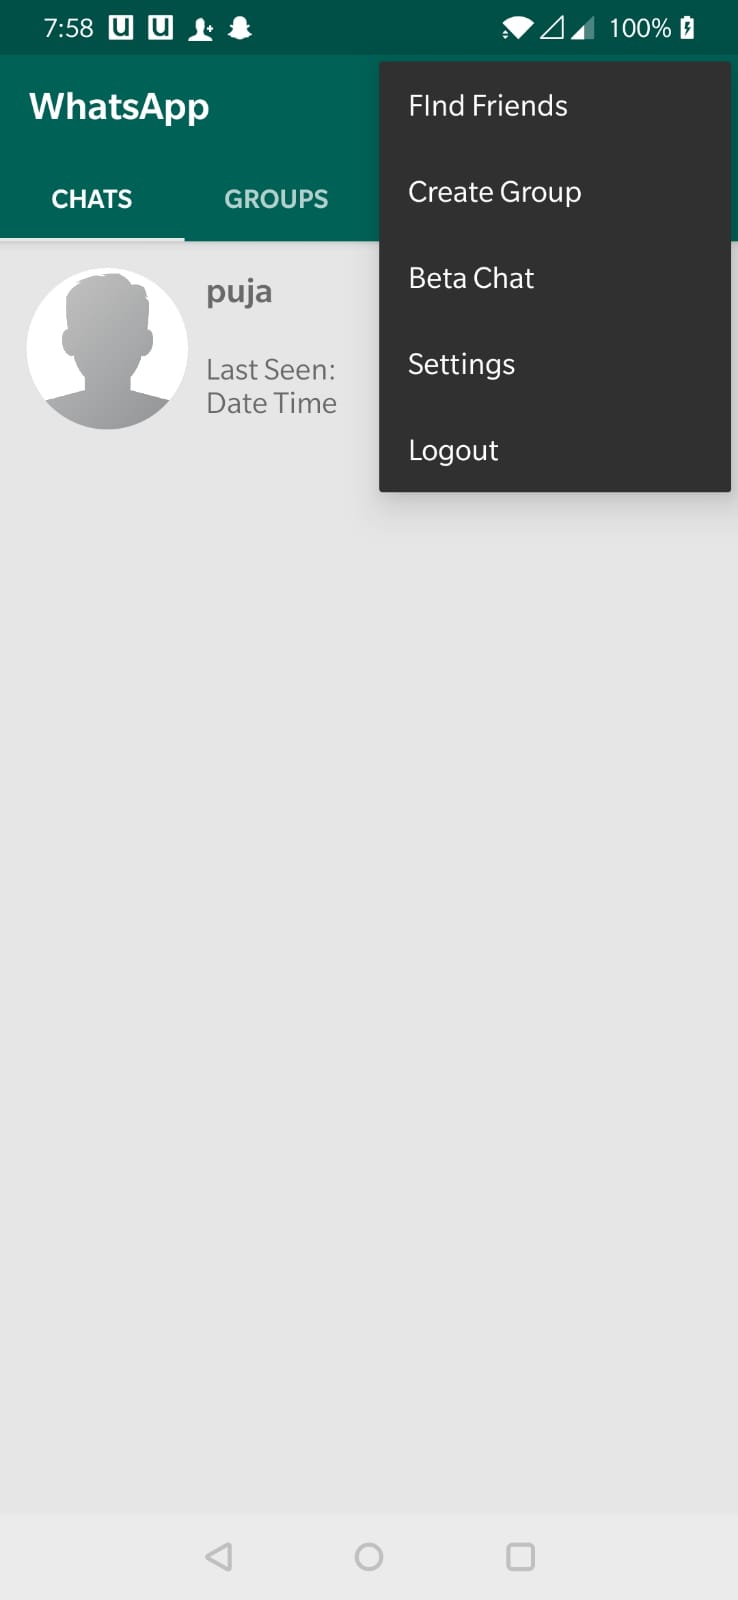 7:58
100%
WhatsApp
CHATS
GROUPS
FInd Friends
Create Group
Beta Chat
Settings
Logout
puja
Last Seen:
Date Time